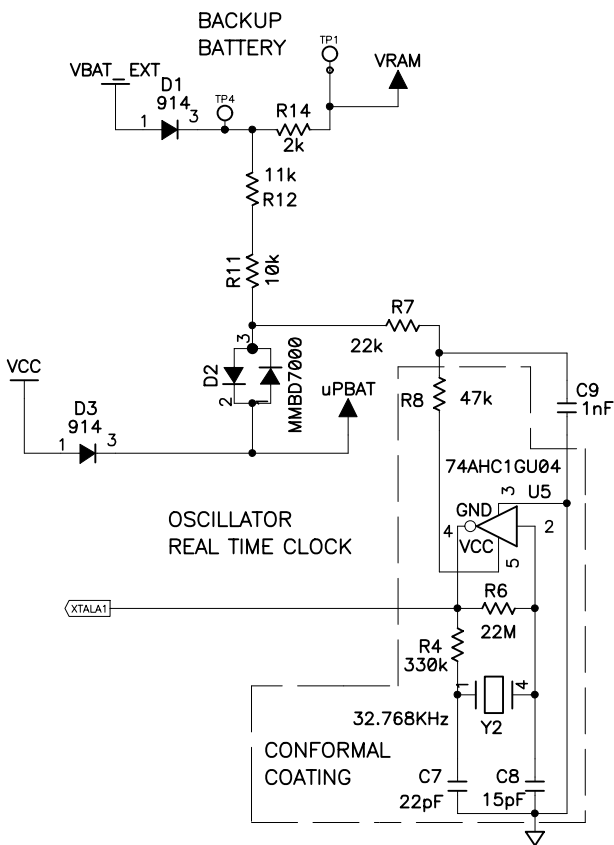 BACKUP
BATTERY
TP1
VRAM
VBAT_EXT
D1
914
1
3
TP4
R14
2k
11k
R12
R11
10k
R7
22k
3
D2
2
1
MMBD7000
VCC
uPBAT
D3
914
1
3
R8
47k
C9
1nF
74AHC1GU04
U5
3
GND
4
2
VCC
5
OSCILLATOR
REAL TIME CLOCK
XTALA1
R6
22M
R4
330k
1
4
32.768KHz
Y2
CONFORMAL
COATING
C7
22pF
C8
15pF